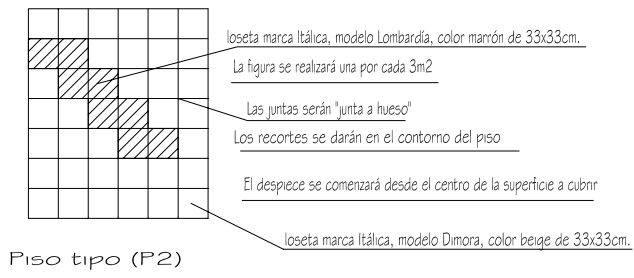 loseta marca Itálica, modelo Lombardía, color marrón de 33x33cm.
La figura se realizará una por cada 3m2
Las juntas serán "junta a hueso"
Los recortes se darán en el contorno del piso
El despiece se comenzará desde el centro de la superficie a cubrir
loseta marca Itálica, modelo Dimora, color beige de 33x33cm.
Piso tipo (P2)